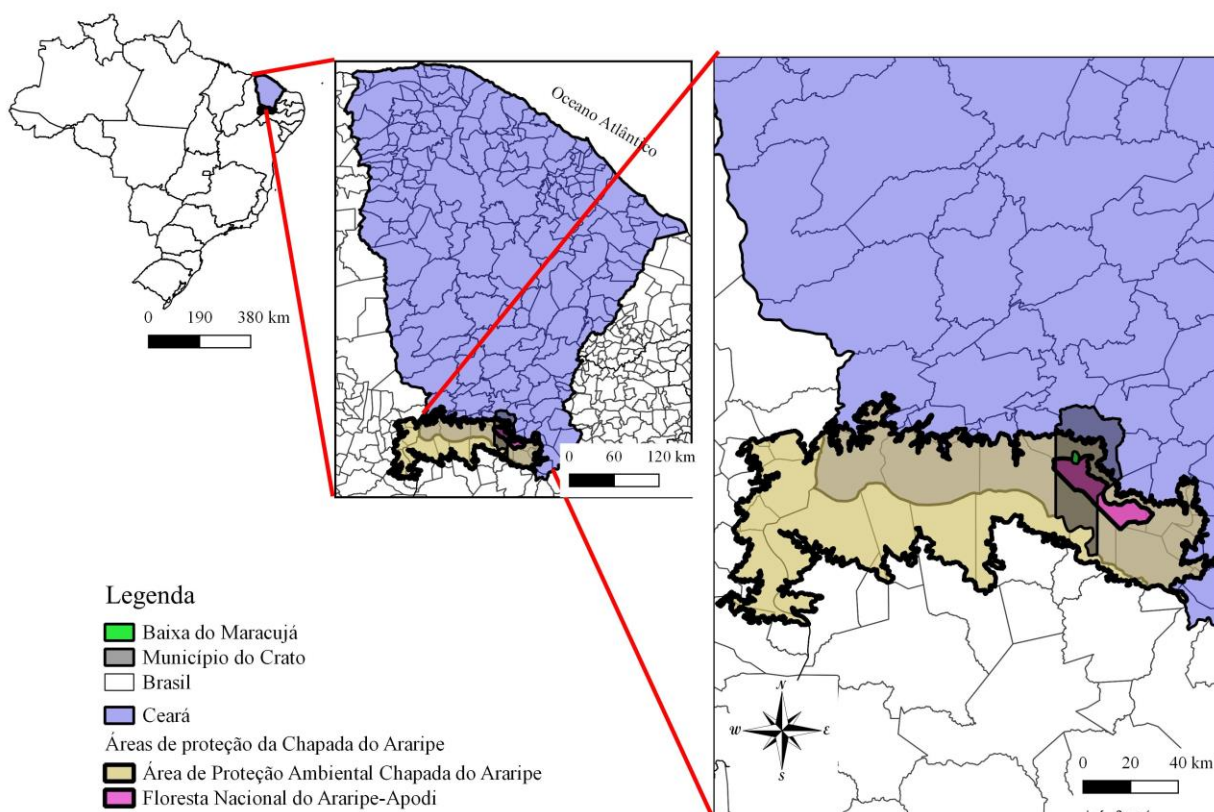 Oceano Atlântico
0 190 380 km
0 60 120 km
N
W E
S
0 20 40 km
Legenda
Baixa do Maracujá
Município do Crato
Brasil
Ceará
Áreas de proteção da Chapada do Araripe
Área de Proteção Ambiental Chapada do Araripe
Floresta Nacional do Araripe-Apodi